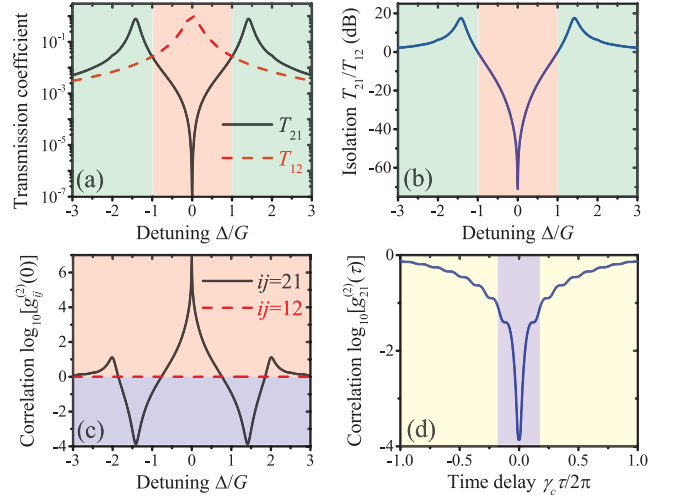 Transmission coefficient
10⁻¹
10⁻³
10⁻⁵
10⁻⁷
T₂₁
T₁₂
(a)
-3 -2 -1 0 1 2 3
Detuning Δ/G
Isolation T₂₁/T₁₂ (dB)
20
0
-20
-40
-60
(b)
-3 -2 -1 0 1 2 3
Detuning Δ/G
Correlation log₁₀[g⁽²⁾ᵢⱼ(0)]
6
4
2
0
-2
-4
ij=21
ij=12
(c)
-3 -2 -1 0 1 2 3
Detuning Δ/G
Correlation log₁₀[g⁽²⁾₂₁(τ)]
0
-2
-4
(d)
-1.0 -0.5 0.0 0.5 1.0
Time delay γ_cτ/2π